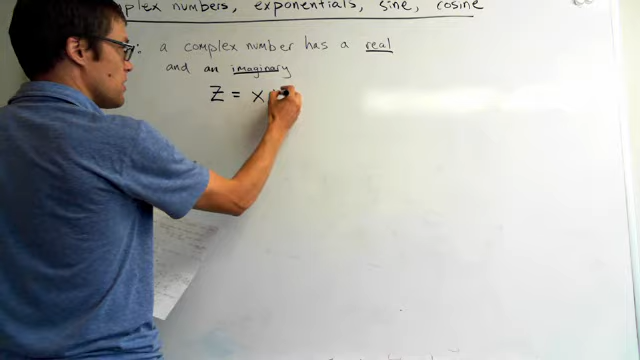 plex numbers, exponentials, sine, cosine
: a complex number has a real
and an imaginary
Z = x